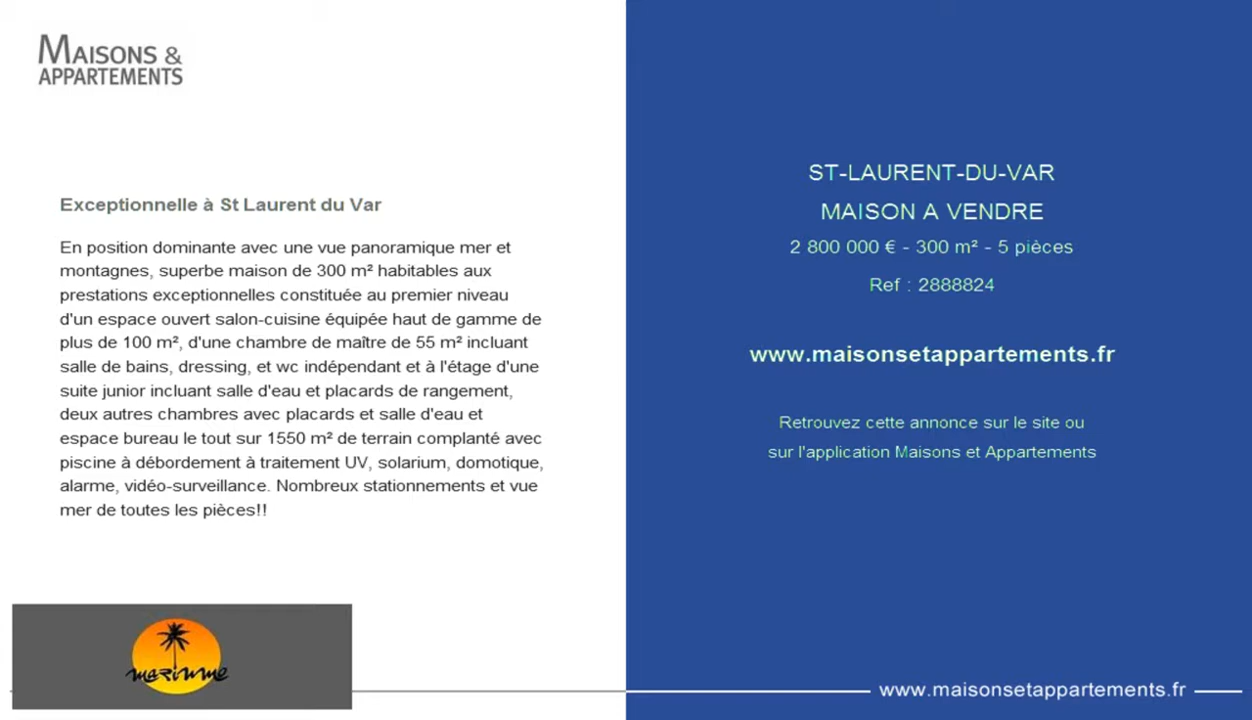 MAISONS &
APPARTEMENTS
Exceptionnelle à St Laurent du Var
En position dominante avec une vue panoramique mer et
montagnes, superbe maison de 300 m² habitables aux
prestations exceptionnelles constituée au premier niveau
d'un espace ouvert salon-cuisine équipée haut de gamme de
plus de 100 m², d'une chambre de maître de 55 m² incluant
salle de bains, dressing, et wc indépendant et à l'étage d'une
suite junior incluant salle d'eau et placards de rangement,
deux autres chambres avec placards et salle d'eau et
espace bureau le tout sur 1550 m² de terrain complanté avec
piscine à débordement à traitement UV, solarium, domotique,
alarme, vidéo-surveillance. Nombreux stationnements et vue
mer de toutes les pièces!!
ST-LAURENT-DU-VAR
MAISON A VENDRE
2 800 000 € - 300 m² - 5 pièces
Ref : 2888824
www.maisonsetappartements.fr
Retrouvez cette annonce sur le site ou
sur l'application Maisons et Appartements
www.maisonsetappartements.fr